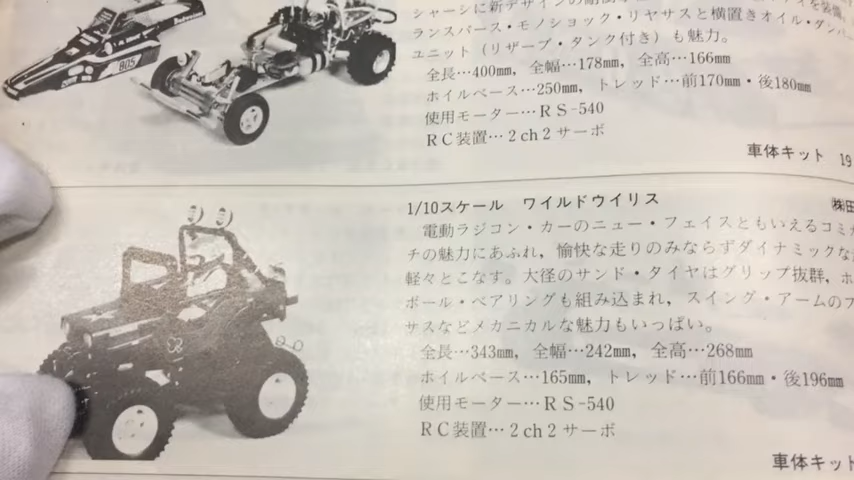 シャーシに新デザインの
ランスバース・モノショック・リヤサスと横置きオイル・ダンパー
ユニット(リザーブ・タンク付き)も魅力。
全長…400㎜，全幅…178㎜，全高…166㎜
ホイルベース…250㎜，トレッド…前170㎜・後180㎜
使用モーター…ＲＳ-540
ＲＣ装置…2 ch 2 サーボ
車体キット 19
805
1/10スケール ワイルドウイリス ㈱田
電動ラジコン・カーのニュー・フェイスともいえるコミカ
チの魅力にあふれ，愉快な走りのみならずダイナミックな
軽々とこなす。大径のサンド・タイヤはグリップ抜群，ホ
ボール・ベアリングも組み込まれ，スイング・アームのフ
サスなどメカニカルな魅力もいっぱい。
全長…343㎜，全幅…242㎜，全高…268㎜
ホイルベース…165㎜，トレッド…前166㎜・後196㎜
使用モーター…ＲＳ-540
ＲＣ装置…2 ch 2 サーボ
車体キット